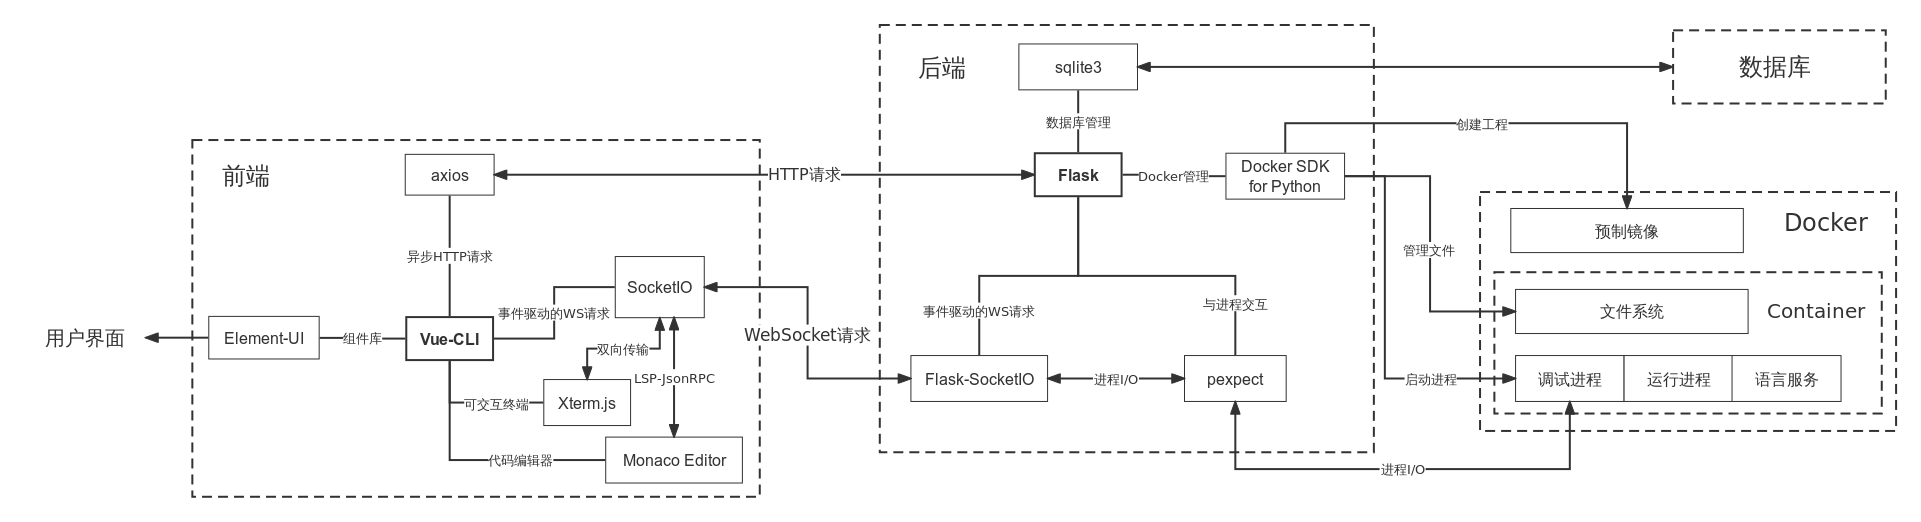 后端
sqlite3
数据库
数据库管理
创建工程
前端
axios
HTTP请求
Flask
Docker管理
Docker SDK
for Python
Docker
预制镜像
异步HTTP请求
管理文件
SocketIO
事件驱动的WS请求
事件驱动的WS请求
与进程交互
文件系统
Container
用户界面
Element-UI
组件库
Vue-CLI
WebSocket请求
双向传输
LSP-JsonRPC
Flask-SocketIO
进程I/O
pexpect
启动进程
调试进程
运行进程
语言服务
可交互终端
Xterm.js
代码编辑器
Monaco Editor
进程I/O